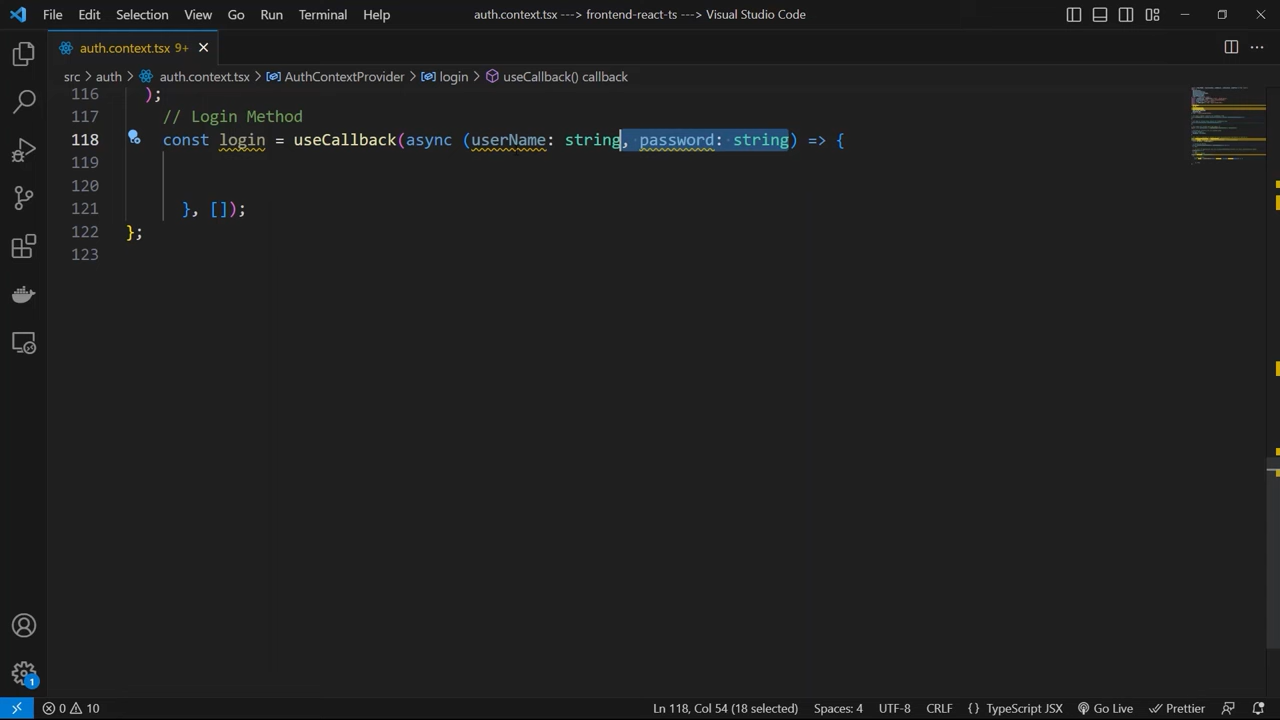 File Edit Selection View Go Run Terminal Help auth.context.tsx ---> frontend-react-ts ---> Visual Studio Code
auth.context.tsx 9+
src > auth > auth.context.tsx > AuthContextProvider > login > useCallback() callback
116 );
117 // Login Method
118 const login = useCallback(async (userName: string, password: string) => {
119
120
121 }, []);
122 };
123
1
0 10 Ln 118, Col 54 (18 selected) Spaces: 4 UTF-8 CRLF {} TypeScript JSX Go Live Prettier